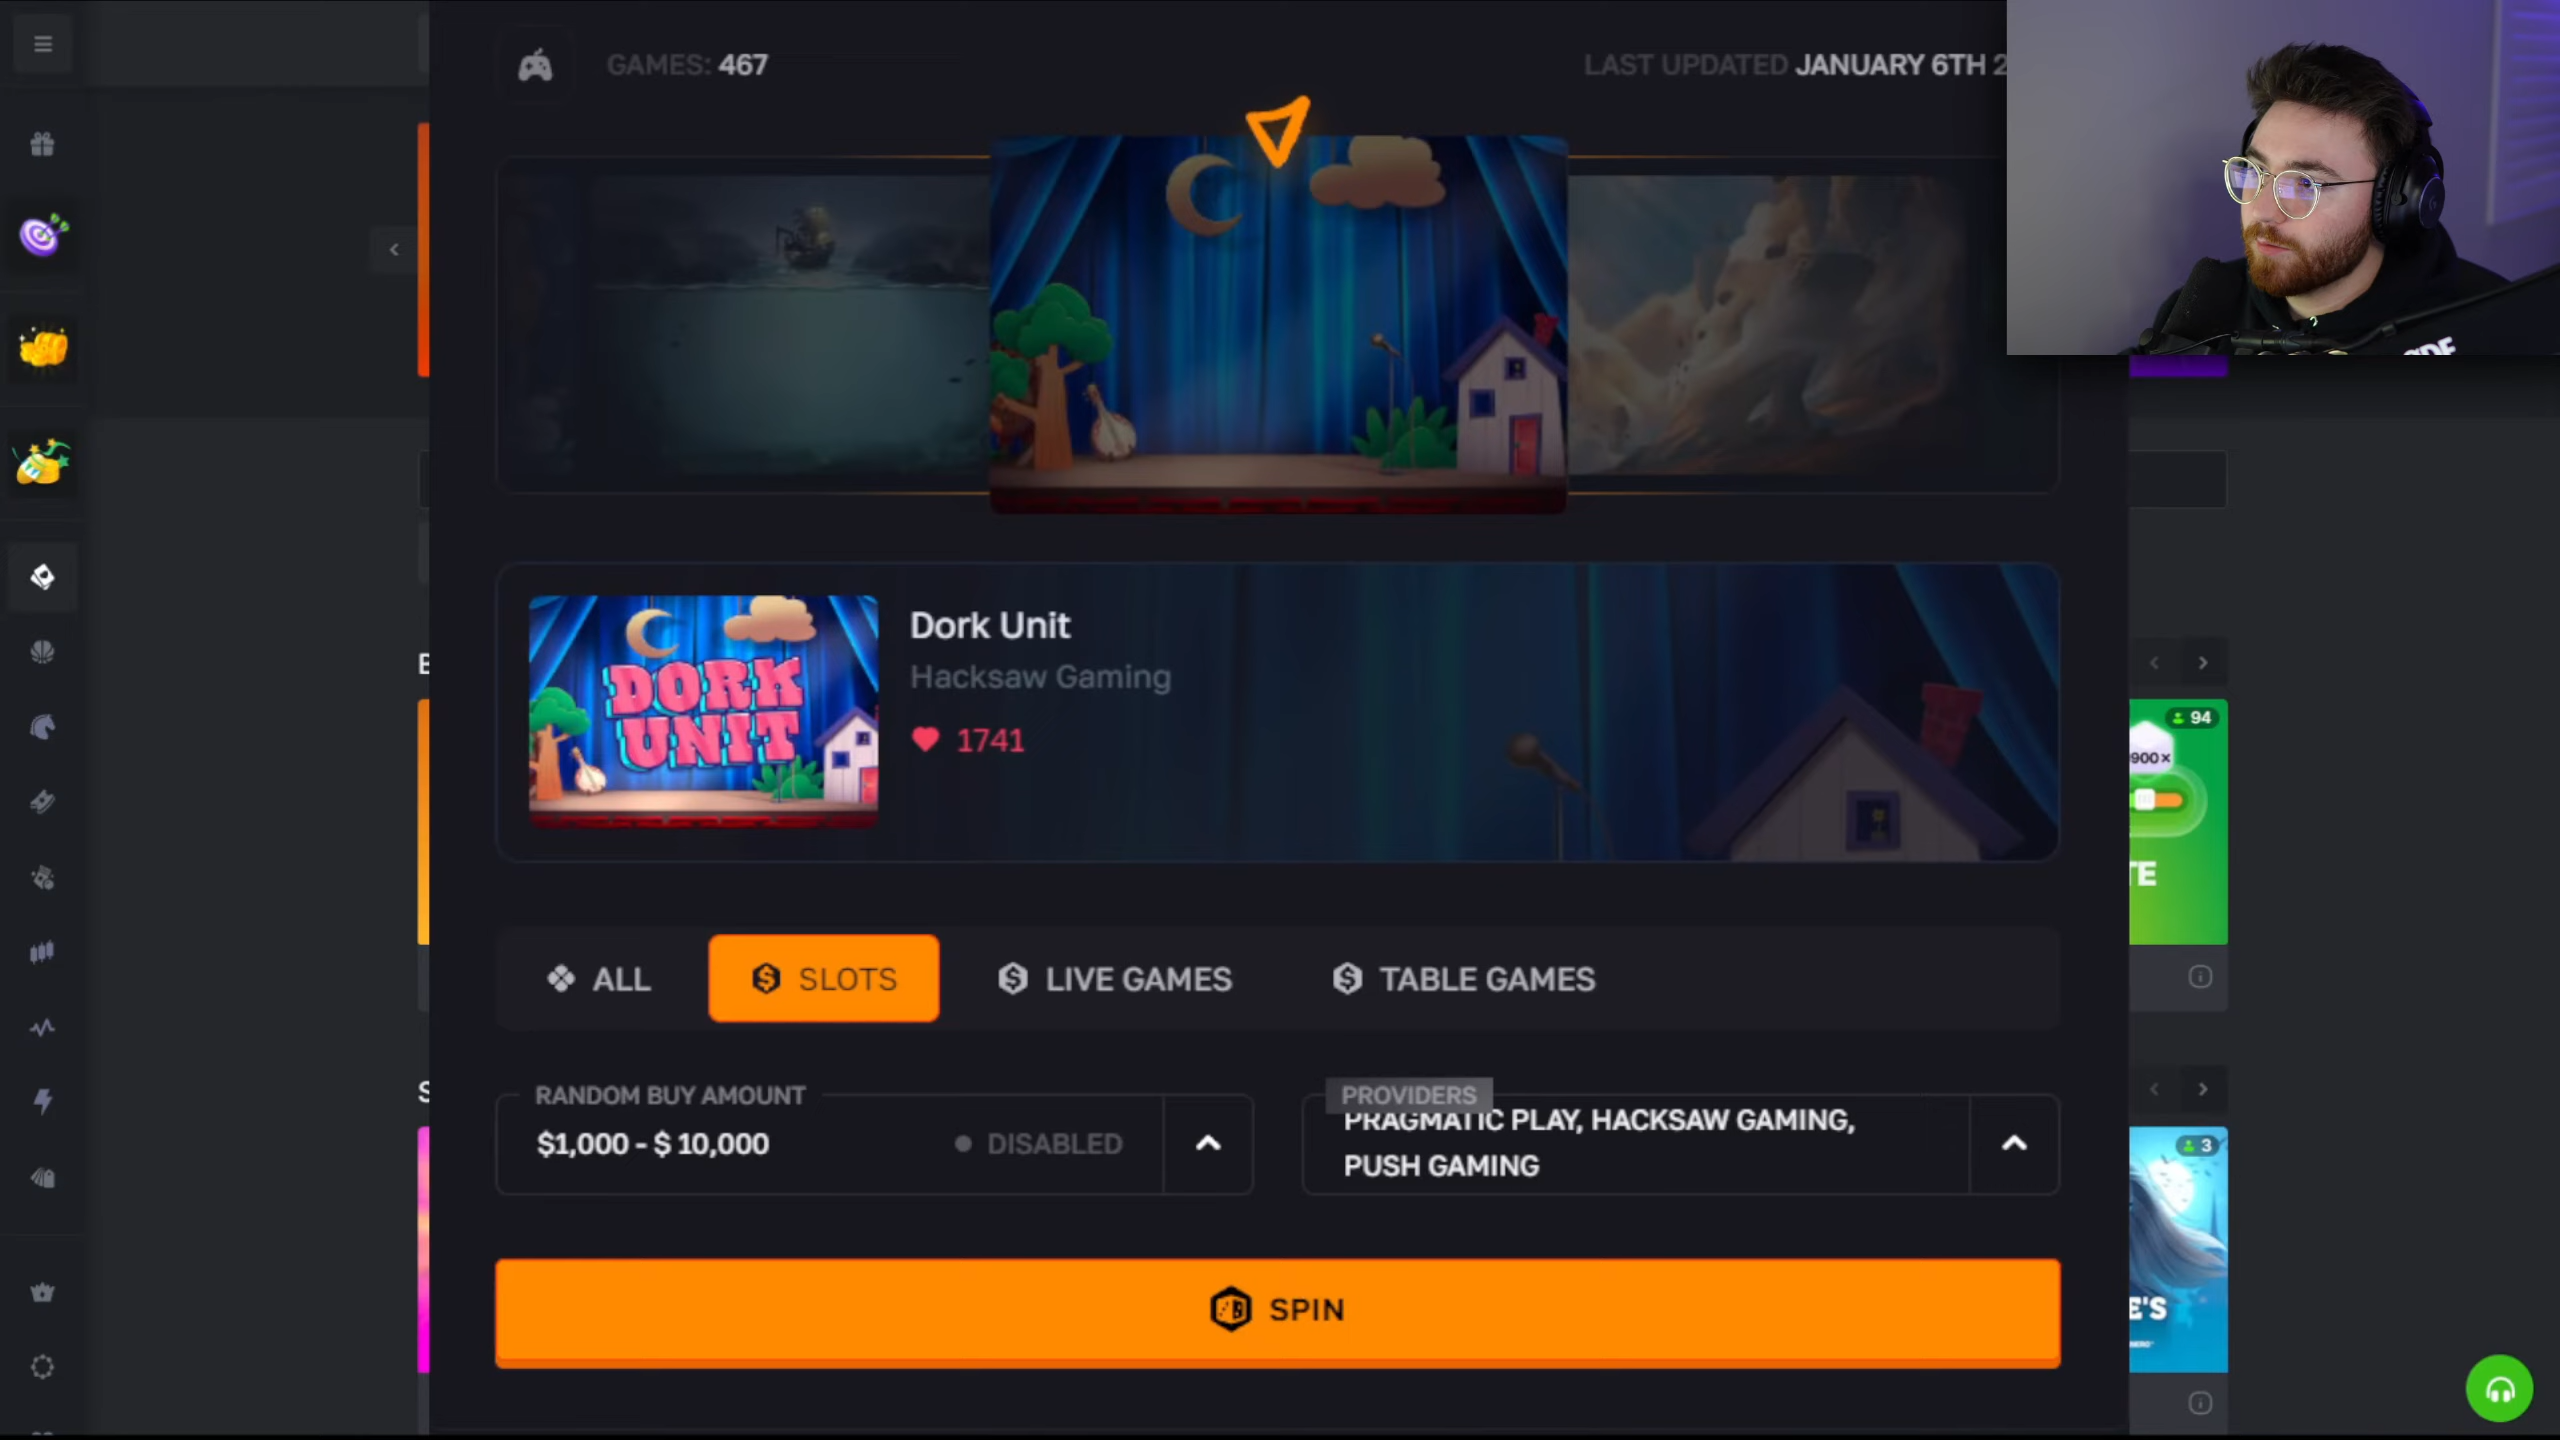 GAMES: 467
LAST UPDATED JANUARY 6TH 2
DORK
UNIT
Dork Unit
Hacksaw Gaming
1741
94
900×
TE
ALL
SLOTS
LIVE GAMES
TABLE GAMES
RANDOM BUY AMOUNT
$1,000 - $ 10,000
DISABLED
PROVIDERS
PRAGMATIC PLAY, HACKSAW GAMING,
PUSH GAMING
3
E'S
SPIN